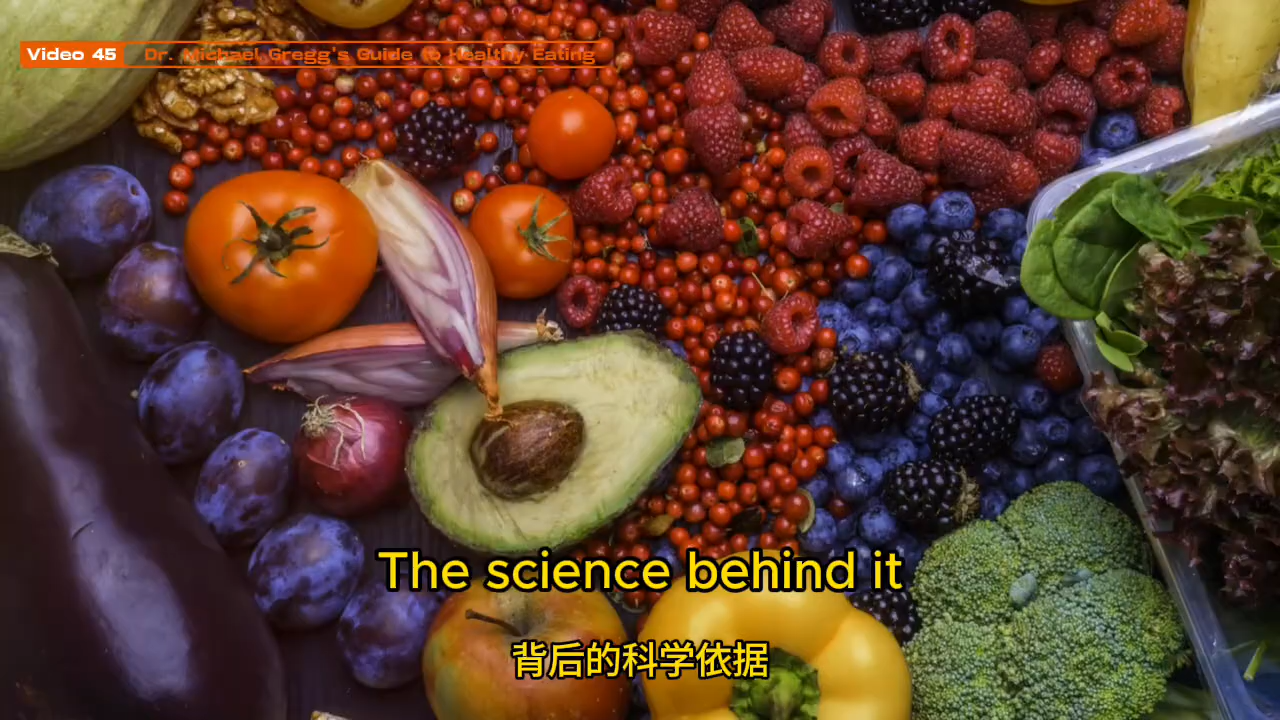 Video 45 Dr. Michael Gregg's Guide to Healthy Eating
The science behind it
背后的科学依据